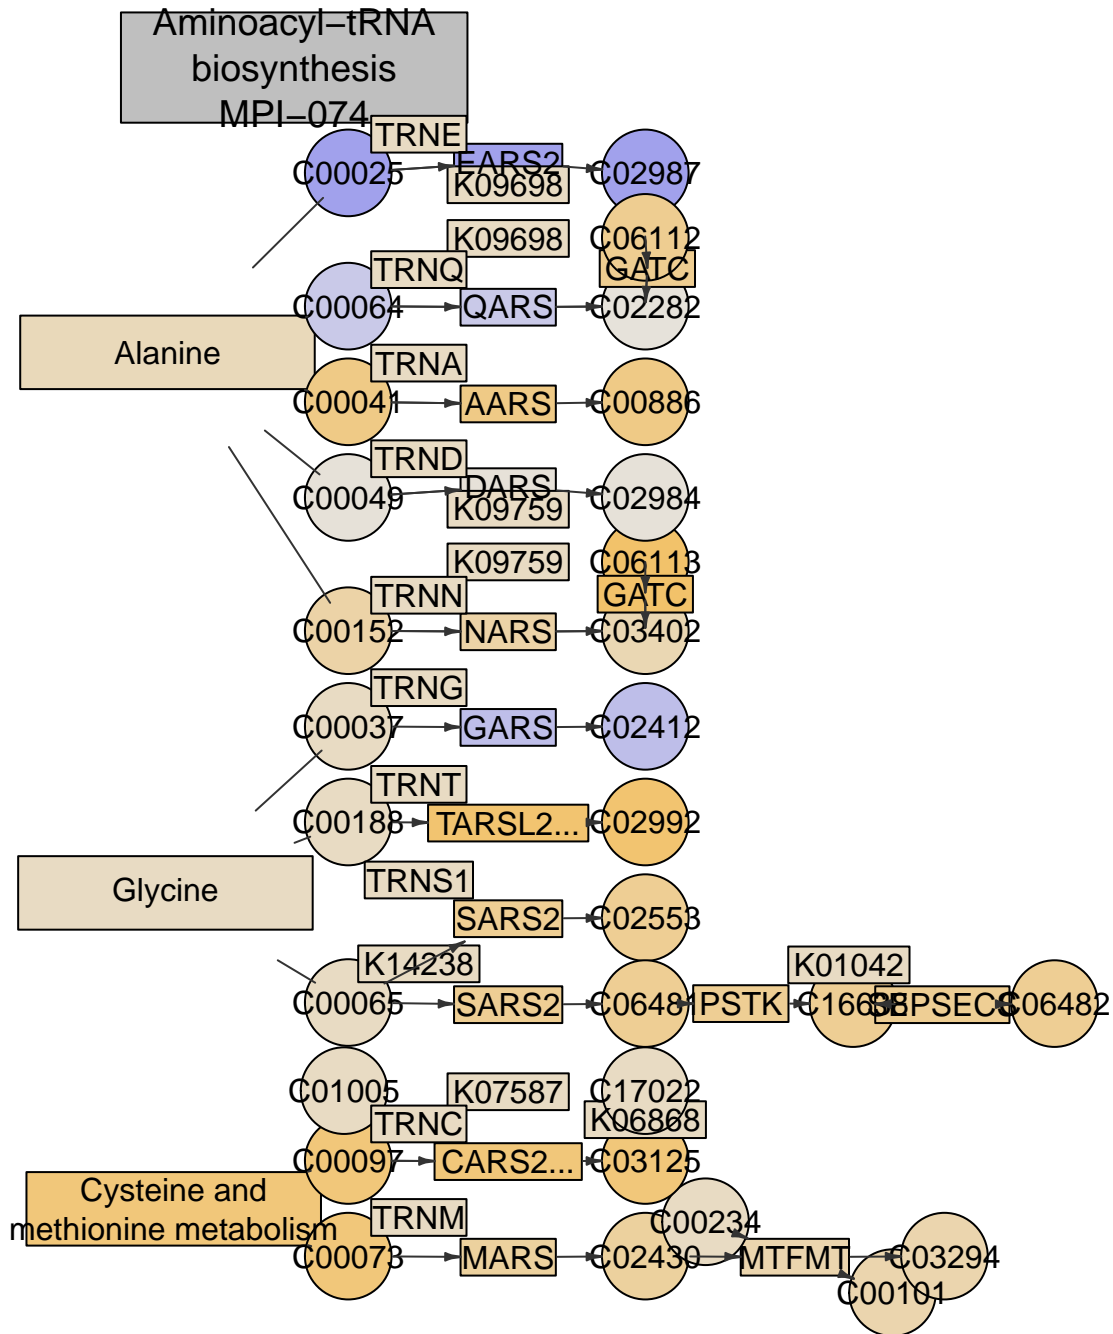 Aminoacyl−tRNA
biosynthesis
MPI−074
TRNE
C00025
EARS2
C02987
K09698
K09698
C06112
TRNQ
GATC
C00064
QARS
C02282
Alanine
TRNA
C00041
AARS
C00886
TRND
C00049
DARS
C02984
K09759
K09759
C06113
TRNN
GATC
C00152
NARS
C03402
TRNG
C00037
GARS
C02412
TRNT
C00188
TARSL2...
C02992
Glycine
TRNS1
SARS2
C02553
K14238
K01042
C00065
SARS2
C06481
PSTK
C16638
SEPSECS
C06482
C01005
K07587
C17022
TRNC
K06868
C00097
CARS2...
C03125
Cysteine and
methionine metabolism
TRNM
C00234
C00073
MARS
C02430
MTFMT
C03294
C00101